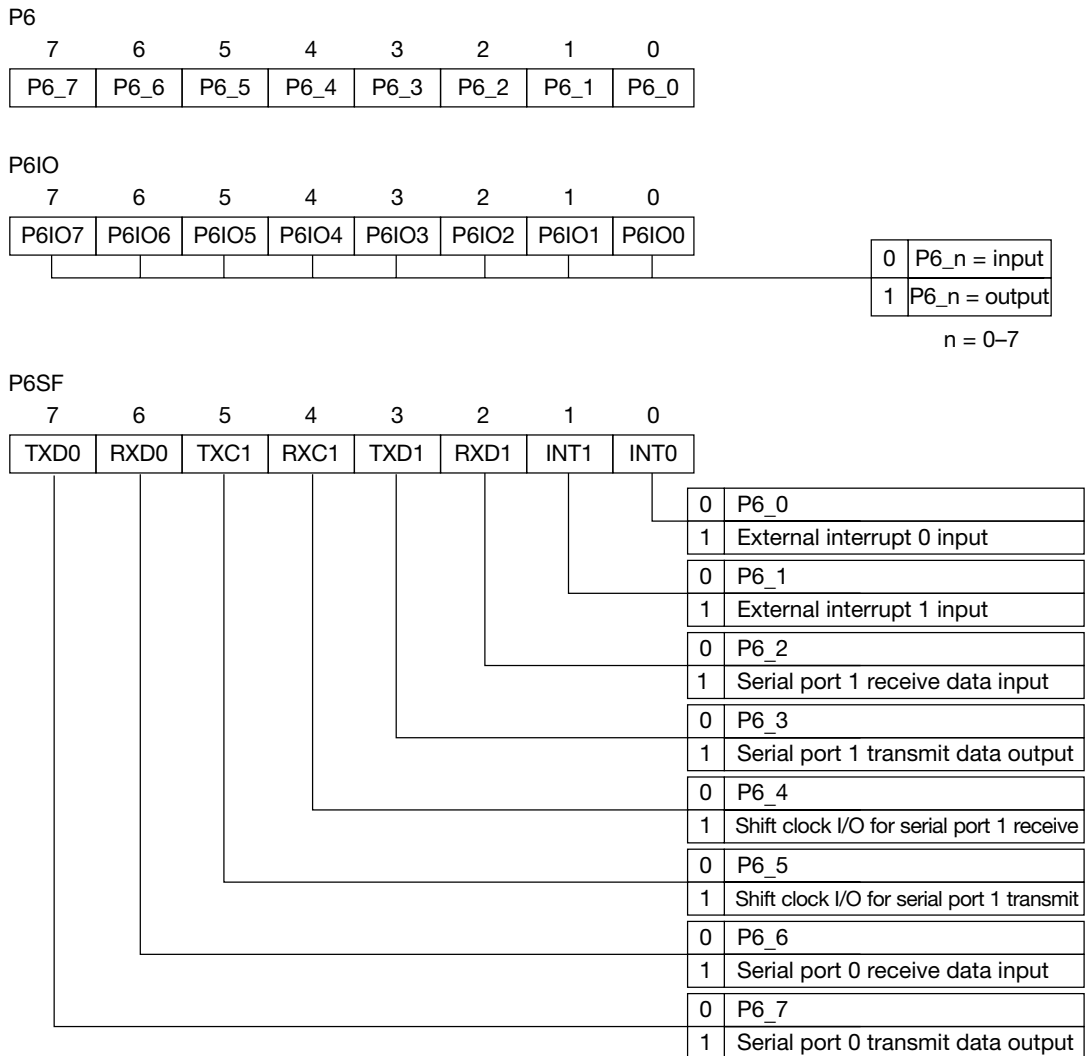 P6
7 6 5 4 3 2 1 0
P6_7 P6_6 P6_5 P6_4 P6_3 P6_2 P6_1 P6_0
P6IO
7 6 5 4 3 2 1 0
P6IO7 P6IO6 P6IO5 P6IO4 P6IO3 P6IO2 P6IO1 P6IO0
0 P6_n = input
1 P6_n = output
n = 0–7
P6SF
7 6 5 4 3 2 1 0
TXD0 RXD0 TXC1 RXC1 TXD1 RXD1 INT1 INT0
0 P6_0
1 External interrupt 0 input
0 P6_1
1 External interrupt 1 input
0 P6_2
1 Serial port 1 receive data input
0 P6_3
1 Serial port 1 transmit data output
0 P6_4
1 Shift clock I/O for serial port 1 receive
0 P6_5
1 Shift clock I/O for serial port 1 transmit
0 P6_6
1 Serial port 0 receive data input
0 P6_7
1 Serial port 0 transmit data output